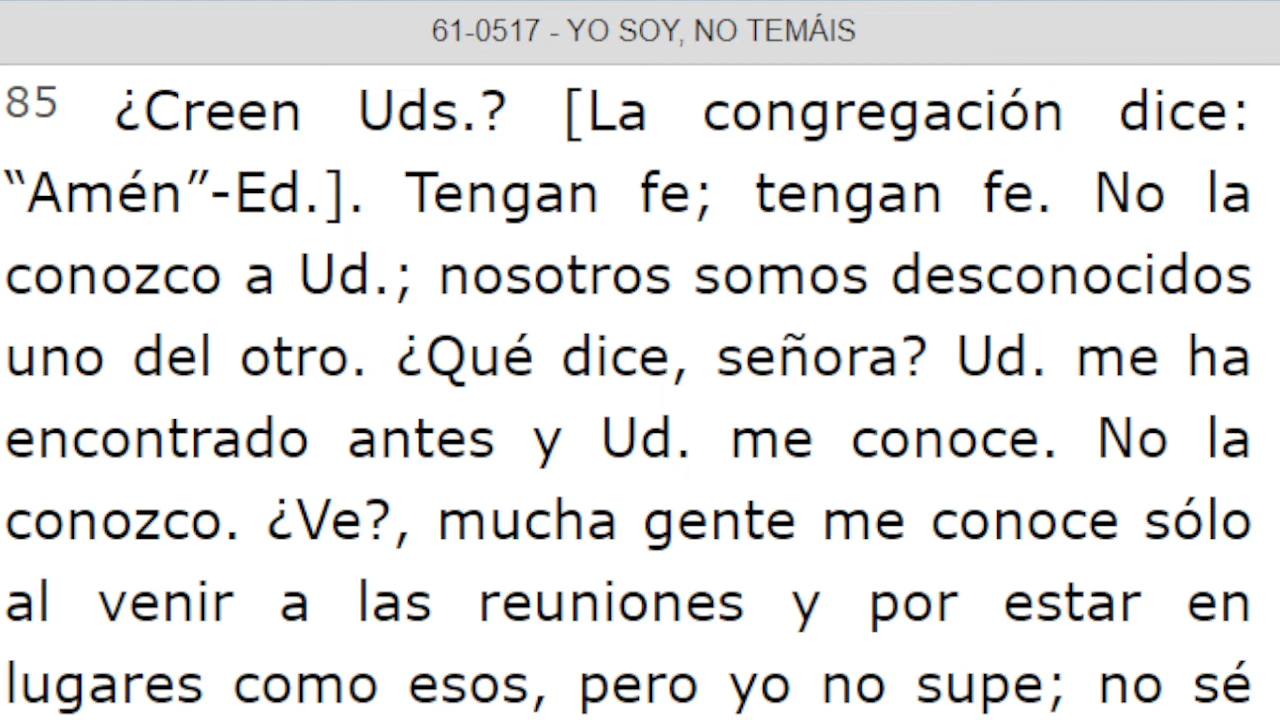 61-0517 - YO SOY, NO TEMÁIS
85 ¿Creen Uds.? [La congregación dice:
“Amén”-Ed.]. Tengan fe; tengan fe. No la
conozco a Ud.; nosotros somos desconocidos
uno del otro. ¿Qué dice, señora? Ud. me ha
encontrado antes y Ud. me conoce. No la
conozco. ¿Ve?, mucha gente me conoce sólo
al venir a las reuniones y por estar en
lugares como esos, pero yo no supe; no sé